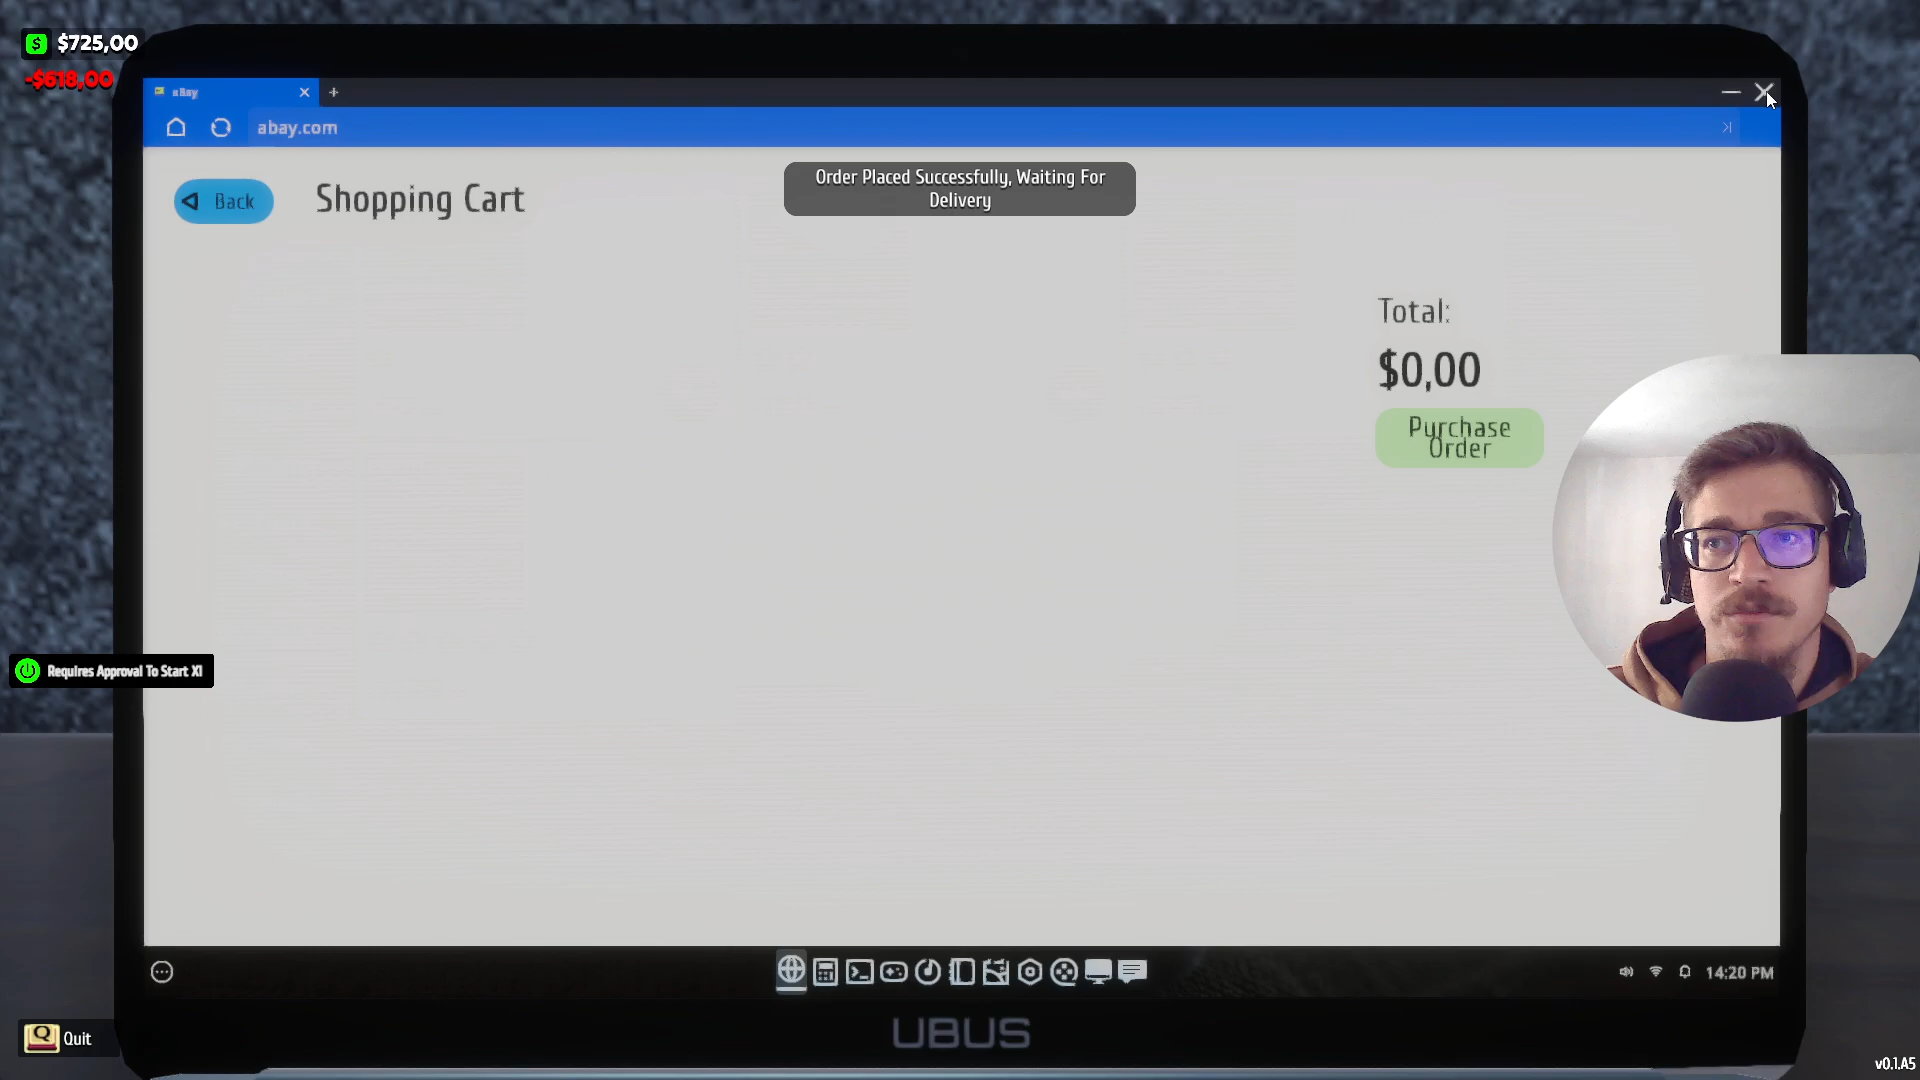 $725,00
-$618,00
aBay
abay.com
Back
Shopping Cart
Order Placed Successfully, Waiting For
Delivery
Total:
$0,00
Purchase
Order
Requires Approval To Start X1
14:20 PM
Q Quit
UBUS
v0.1.A5